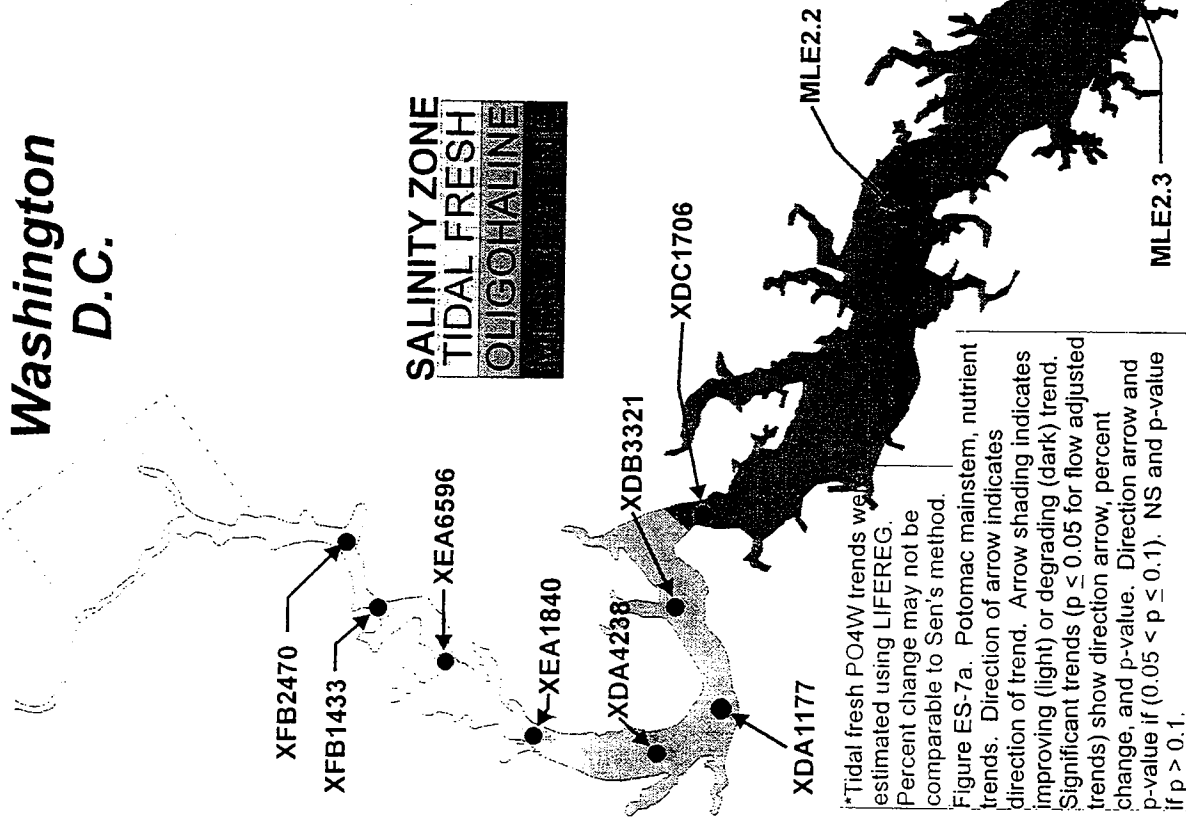 Washington
D.C.
SALINITY ZONE
TIDAL FRESH
OLIGOHALINE
XFB2470
XFB1433
XEA6596
XEA1840
XDA4238
XDA1177
XDB3321
XDC1706
MLE2.2
MLE2.3
*Tidal fresh PO4W trends were
estimated using LIFEREG.
Percent change may not be
comparable to Sen's method.
Figure ES-7a. Potomac mainstem, nutrient
trends. Direction of arrow indicates
direction of trend. Arrow shading indicates
improving (light) or degrading (dark) trend.
Significant trends (p ≤ 0.05 for flow adjusted
trends) show direction arrow, percent
change, and p-value. Direction arrow and
p-value if (0.05 < p ≤ 0.1). NS and p-value
if p > 0.1.